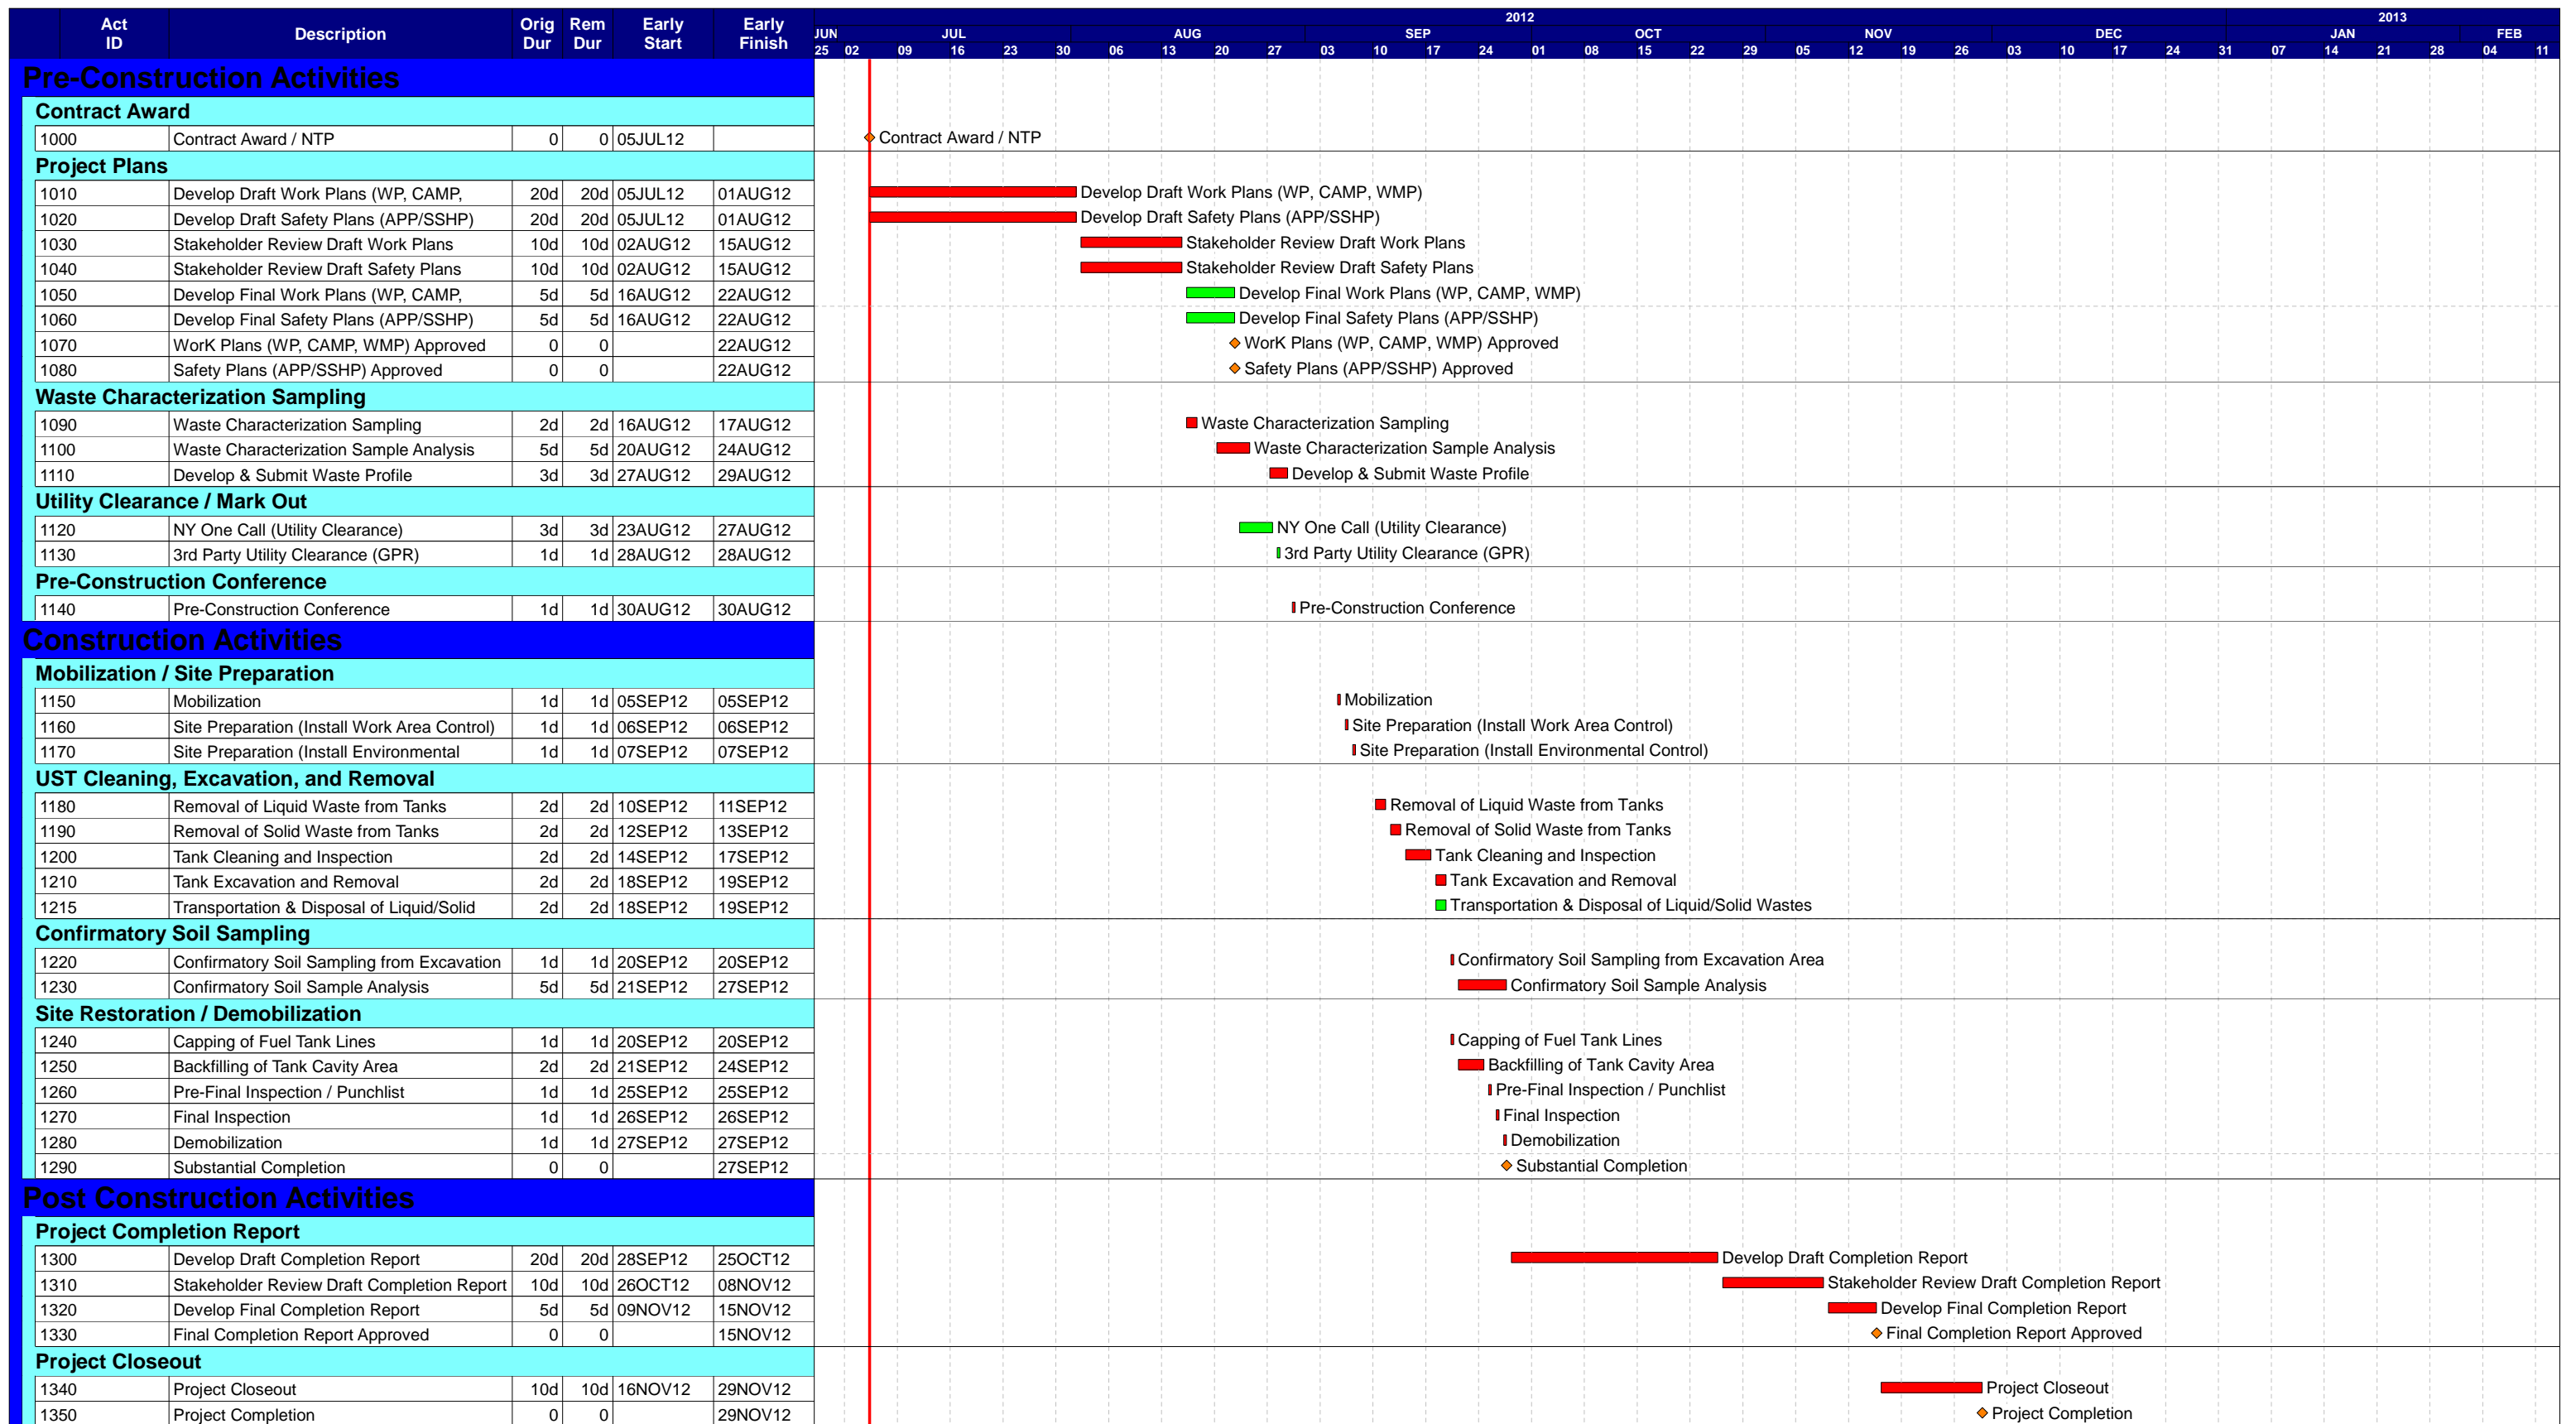 2012 2013
Act ID Description Orig Dur Rem Dur Early Start Early Finish
JUN JUL AUG SEP OCT NOV DEC JAN FEB
25 02 09 16 23 30 06 13 20 27 03 10 17 24 01 08 15 22 29 05 12 19 26 03 10 17 24 31 07 14 21 28 04 11
Pre-Construction Activities
Contract Award
1000 Contract Award / NTP 0 0 05JUL12 Contract Award / NTP
Project Plans
1010 Develop Draft Work Plans (WP, CAMP, 20d 20d 05JUL12 01AUG12 Develop Draft Work Plans (WP, CAMP, WMP)
1020 Develop Draft Safety Plans (APP/SSHP) 20d 20d 05JUL12 01AUG12 Develop Draft Safety Plans (APP/SSHP)
1030 Stakeholder Review Draft Work Plans 10d 10d 02AUG12 15AUG12 Stakeholder Review Draft Work Plans
1040 Stakeholder Review Draft Safety Plans 10d 10d 02AUG12 15AUG12 Stakeholder Review Draft Safety Plans
1050 Develop Final Work Plans (WP, CAMP, 5d 5d 16AUG12 22AUG12 Develop Final Work Plans (WP, CAMP, WMP)
1060 Develop Final Safety Plans (APP/SSHP) 5d 5d 16AUG12 22AUG12 Develop Final Safety Plans (APP/SSHP)
1070 WorK Plans (WP, CAMP, WMP) Approved 0 0 22AUG12 WorK Plans (WP, CAMP, WMP) Approved
1080 Safety Plans (APP/SSHP) Approved 0 0 22AUG12 Safety Plans (APP/SSHP) Approved
Waste Characterization Sampling
1090 Waste Characterization Sampling 2d 2d 16AUG12 17AUG12 Waste Characterization Sampling
1100 Waste Characterization Sample Analysis 5d 5d 20AUG12 24AUG12 Waste Characterization Sample Analysis
1110 Develop & Submit Waste Profile 3d 3d 27AUG12 29AUG12 Develop & Submit Waste Profile
Utility Clearance / Mark Out
1120 NY One Call (Utility Clearance) 3d 3d 23AUG12 27AUG12 NY One Call (Utility Clearance)
1130 3rd Party Utility Clearance (GPR) 1d 1d 28AUG12 28AUG12 3rd Party Utility Clearance (GPR)
Pre-Construction Conference
1140 Pre-Construction Conference 1d 1d 30AUG12 30AUG12 Pre-Construction Conference
Construction Activities
Mobilization / Site Preparation
1150 Mobilization 1d 1d 05SEP12 05SEP12 Mobilization
1160 Site Preparation (Install Work Area Control) 1d 1d 06SEP12 06SEP12 Site Preparation (Install Work Area Control)
1170 Site Preparation (Install Environmental 1d 1d 07SEP12 07SEP12 Site Preparation (Install Environmental Control)
UST Cleaning, Excavation, and Removal
1180 Removal of Liquid Waste from Tanks 2d 2d 10SEP12 11SEP12 Removal of Liquid Waste from Tanks
1190 Removal of Solid Waste from Tanks 2d 2d 12SEP12 13SEP12 Removal of Solid Waste from Tanks
1200 Tank Cleaning and Inspection 2d 2d 14SEP12 17SEP12 Tank Cleaning and Inspection
1210 Tank Excavation and Removal 2d 2d 18SEP12 19SEP12 Tank Excavation and Removal
1215 Transportation & Disposal of Liquid/Solid 2d 2d 18SEP12 19SEP12 Transportation & Disposal of Liquid/Solid Wastes
Confirmatory Soil Sampling
1220 Confirmatory Soil Sampling from Excavation 1d 1d 20SEP12 20SEP12 Confirmatory Soil Sampling from Excavation Area
1230 Confirmatory Soil Sample Analysis 5d 5d 21SEP12 27SEP12 Confirmatory Soil Sample Analysis
Site Restoration / Demobilization
1240 Capping of Fuel Tank Lines 1d 1d 20SEP12 20SEP12 Capping of Fuel Tank Lines
1250 Backfilling of Tank Cavity Area 2d 2d 21SEP12 24SEP12 Backfilling of Tank Cavity Area
1260 Pre-Final Inspection / Punchlist 1d 1d 25SEP12 25SEP12 Pre-Final Inspection / Punchlist
1270 Final Inspection 1d 1d 26SEP12 26SEP12 Final Inspection
1280 Demobilization 1d 1d 27SEP12 27SEP12 Demobilization
1290 Substantial Completion 0 0 27SEP12 Substantial Completion
Post Construction Activities
Project Completion Report
1300 Develop Draft Completion Report 20d 20d 28SEP12 25OCT12 Develop Draft Completion Report
1310 Stakeholder Review Draft Completion Report 10d 10d 26OCT12 08NOV12 Stakeholder Review Draft Completion Report
1320 Develop Final Completion Report 5d 5d 09NOV12 15NOV12 Develop Final Completion Report
1330 Final Completion Report Approved 0 0 15NOV12 Final Completion Report Approved
Project Closeout
1340 Project Closeout 10d 10d 16NOV12 29NOV12 Project Closeout
1350 Project Completion 0 0 29NOV12 Project Completion